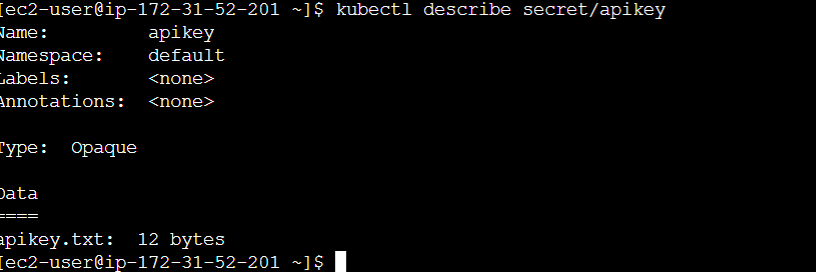 [ec2-user@ip-172-31-52-201 ~]$ kubectl describe secret/apikey
Name:         apikey
Namespace:    default
Labels:       <none>
Annotations:  <none>

Type:  Opaque

Data
====
apikey.txt:  12 bytes
[ec2-user@ip-172-31-52-201 ~]$